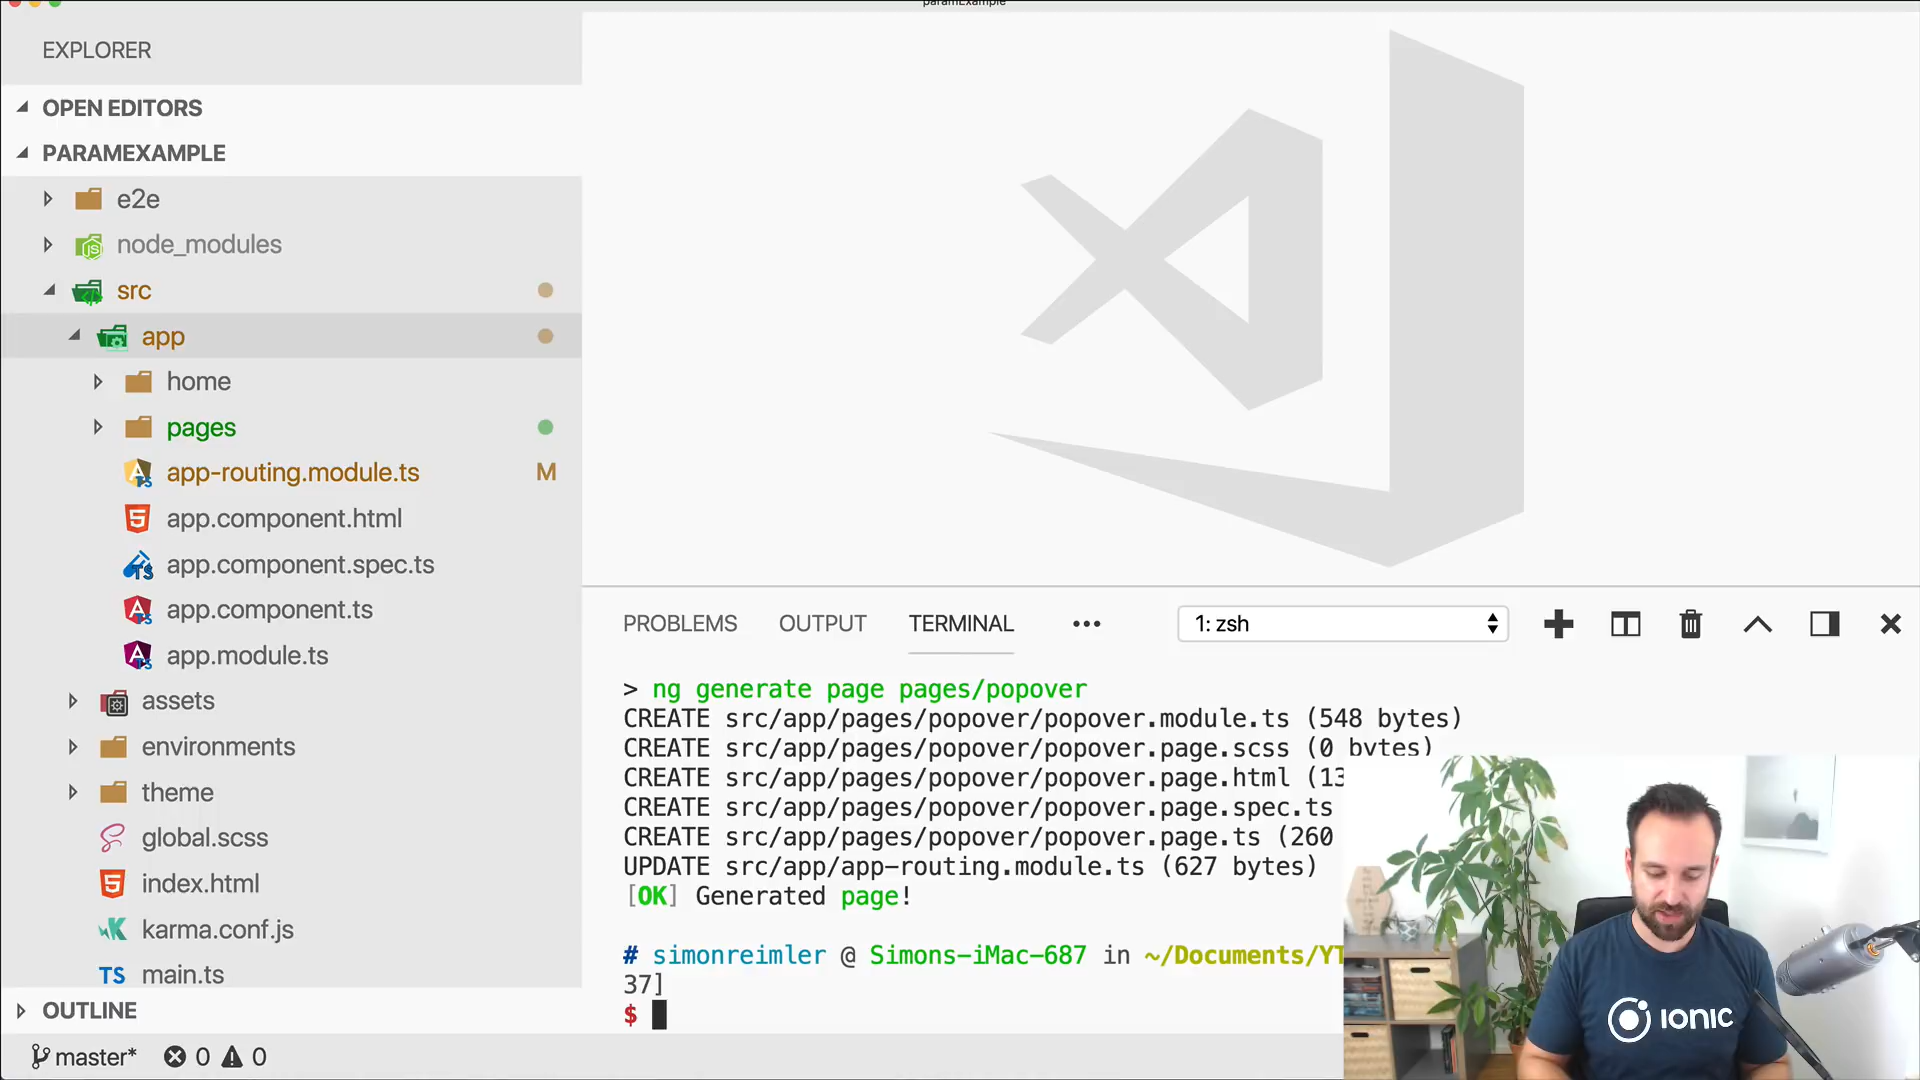 paramExample
EXPLORER
OPEN EDITORS
PARAMEXAMPLE
e2e
node_modules
src
app
home
pages
app-routing.module.ts M
app.component.html
app.component.spec.ts
app.component.ts
app.module.ts
assets
environments
theme
global.scss
index.html
karma.conf.js
TS main.ts
OUTLINE
master* 0 0
PROBLEMS OUTPUT TERMINAL ••• 1: zsh
> ng generate page pages/popover
CREATE src/app/pages/popover/popover.module.ts (548 bytes)
CREATE src/app/pages/popover/popover.page.scss (0 bytes)
CREATE src/app/pages/popover/popover.page.html (13
CREATE src/app/pages/popover/popover.page.spec.ts
CREATE src/app/pages/popover/popover.page.ts (260
UPDATE src/app/app-routing.module.ts (627 bytes)
[OK] Generated page!
# simonreimler @ Simons-iMac-687 in ~/Documents/YT
37]
$
IONIC